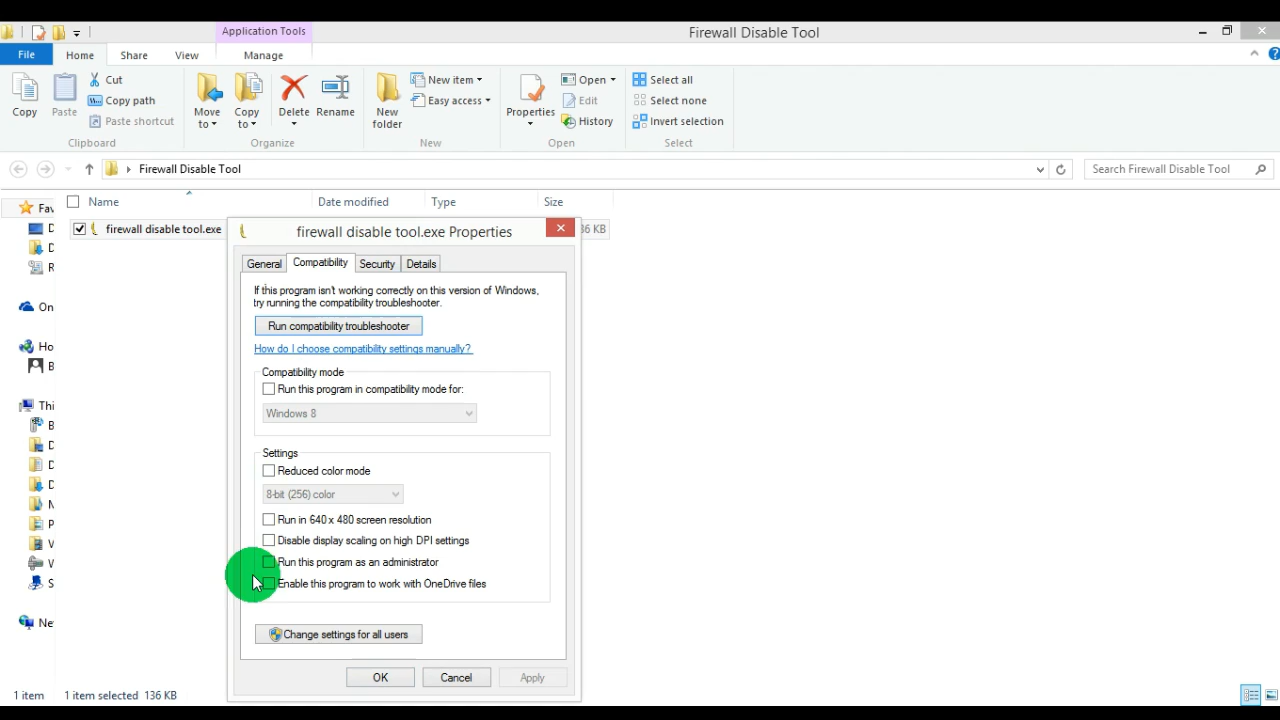 Application Tools
Firewall Disable Tool
File
Home
Share
View
Manage
Copy
Paste
Cut
Copy path
Paste shortcut
Clipboard
Move to
Copy to
Delete
Rename
Organize
New folder
New item
Easy access
New
Properties
Open
Edit
History
Open
Select all
Select none
Invert selection
Select
Firewall Disable Tool
Search Firewall Disable Tool
Name
Date modified
Type
Size
Fav
firewall disable tool.exe
36 KB
D
D
R
On
Ho
B
Thi
B
D
D
D
N
P
V
V
S
Ne
firewall disable tool.exe Properties
General
Compatibility
Security
Details
If this program isn't working correctly on this version of Windows,
try running the compatibility troubleshooter.
Run compatibility troubleshooter
How do I choose compatibility settings manually?
Compatibility mode
Run this program in compatibility mode for:
Windows 8
Settings
Reduced color mode
8-bit (256) color
Run in 640 x 480 screen resolution
Disable display scaling on high DPI settings
Run this program as an administrator
Enable this program to work with OneDrive files
Change settings for all users
OK
Cancel
Apply
1 item
1 item selected 136 KB